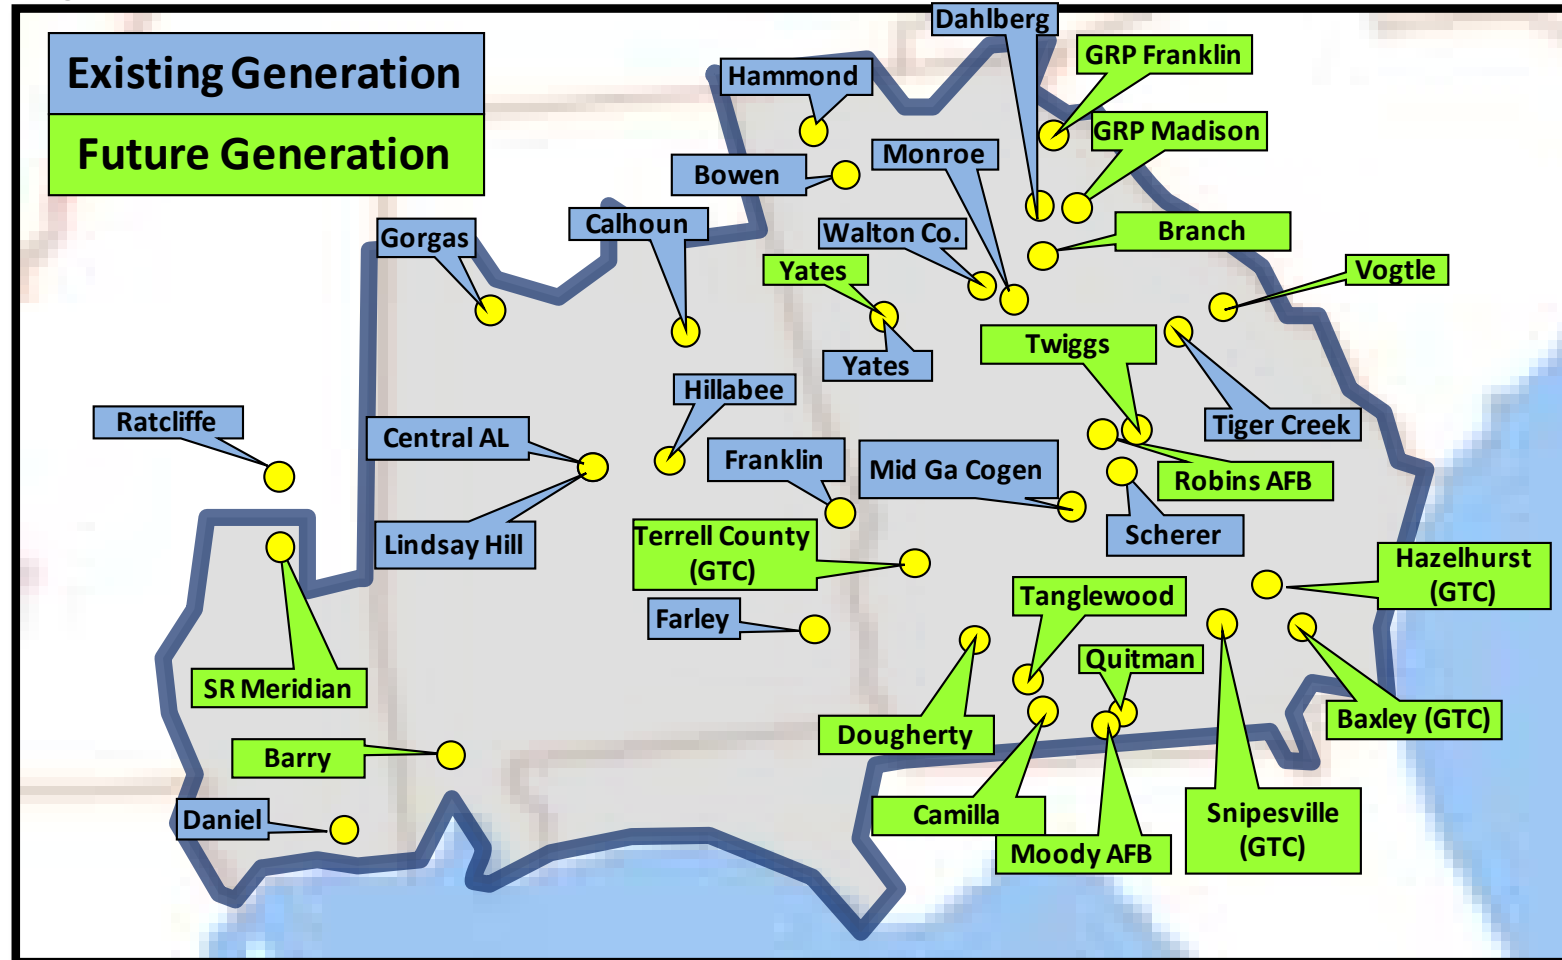 Existing Generation
Future Generation
Dahlberg
GRP Franklin
Hammond
GRP Madison
Monroe
Bowen
Calhoun
Walton Co.
Branch
Gorgas
Yates
Vogtle
Twiggs
Yates
Hillabee
Ratcliffe
Central AL
Tiger Creek
Franklin
Mid Ga Cogen
Robins AFB
Lindsay Hill
Scherer
Terrell County
(GTC)
Hazelhurst
(GTC)
Tanglewood
Farley
Quitman
SR Meridian
Dougherty
Baxley (GTC)
Barry
Camilla
Snipesville
(GTC)
Daniel
Moody AFB